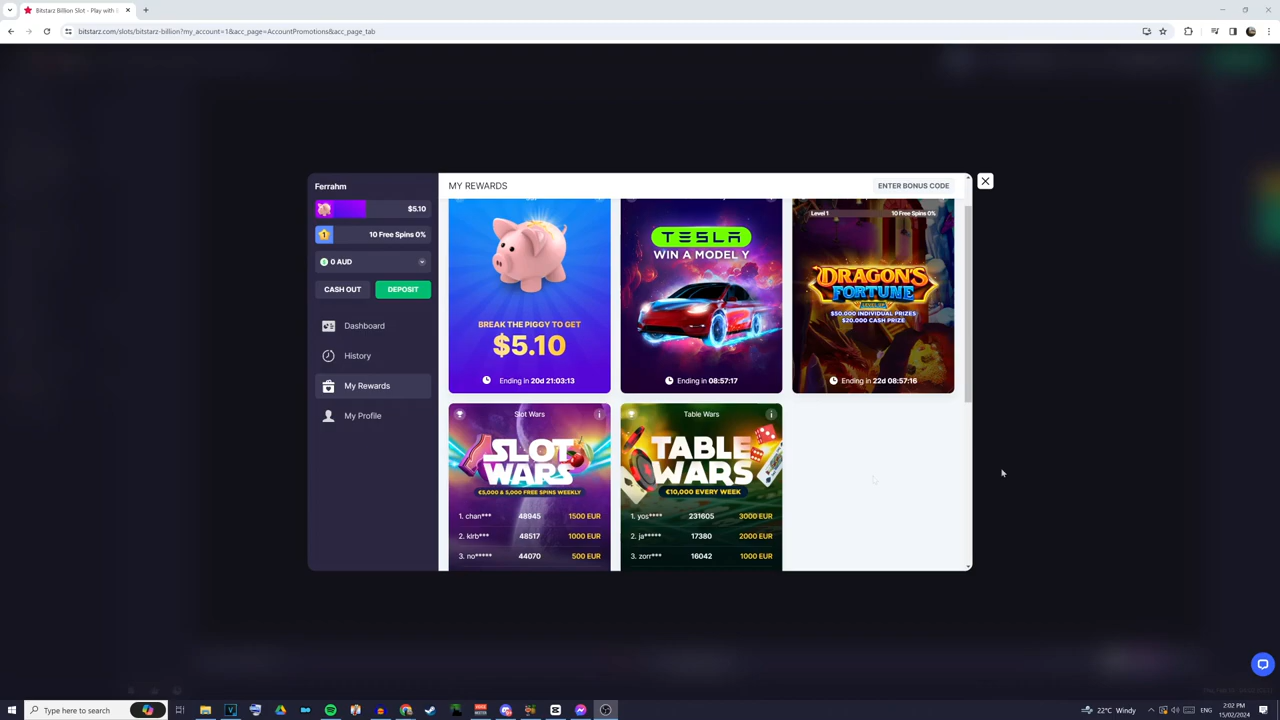 Bitstarz Billion Slot - Play with
bitstarz.com/slots/bitstarz-billion?my_account=1&acc_page=AccountPromotions&acc_page_tab
Ferrahm
$5.10
10 Free Spins 0%
0 AUD
CASH OUT
DEPOSIT
Dashboard
History
My Rewards
My Profile
MY REWARDS
ENTER BONUS CODE
BREAK THE PIGGY TO GET
$5.10
Ending in 20d 21:03:13
TESLA
WIN A MODEL Y
Ending in 08:57:17
Level 1
10 Free Spins 0%
DRAGON'S
FORTUNE
LEVEL UP
$50.000 INDIVIDUAL PRIZES
$20.000 CASH PRIZE
Ending in 22d 08:57:16
Slot Wars
SLOT
WARS
€5,000 & 5,000 FREE SPINS WEEKLY
1. chan*** 48945 1500 EUR
2. klrb*** 48517 1000 EUR
3. no***** 44070 500 EUR
Table Wars
TABLE
WARS
€10,000 EVERY WEEK
1. yos**** 231605 3000 EUR
2. ja***** 17380 2000 EUR
3. zorr*** 16042 1000 EUR
Type here to search
22°C Windy
ENG
2:02 PM
15/02/2024